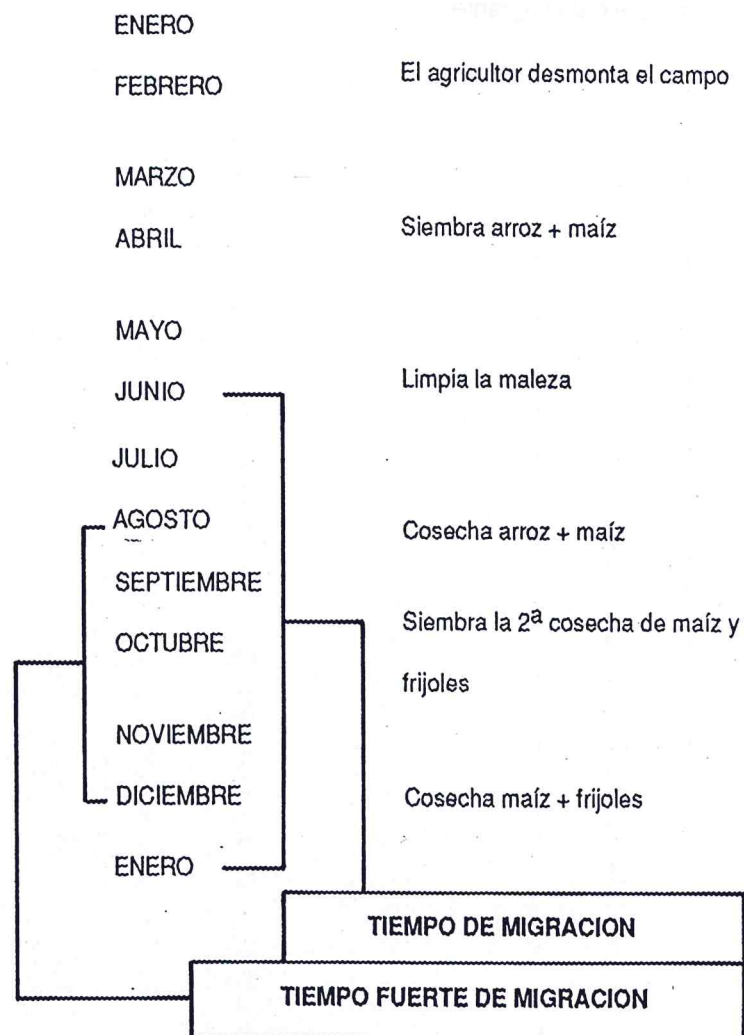 ENERO
El agricultor desmonta el campo
FEBRERO
MARZO
Siembra arroz + maíz
ABRIL
MAYO
Limpia la maleza
JUNIO
JULIO
AGOSTO
Cosecha arroz + maíz
SEPTIEMBRE
Siembra la 2ª cosecha de maíz y
OCTUBRE
frijoles
NOVIEMBRE
DICIEMBRE
Cosecha maíz + frijoles
ENERO
TIEMPO DE MIGRACION
TIEMPO FUERTE DE MIGRACION